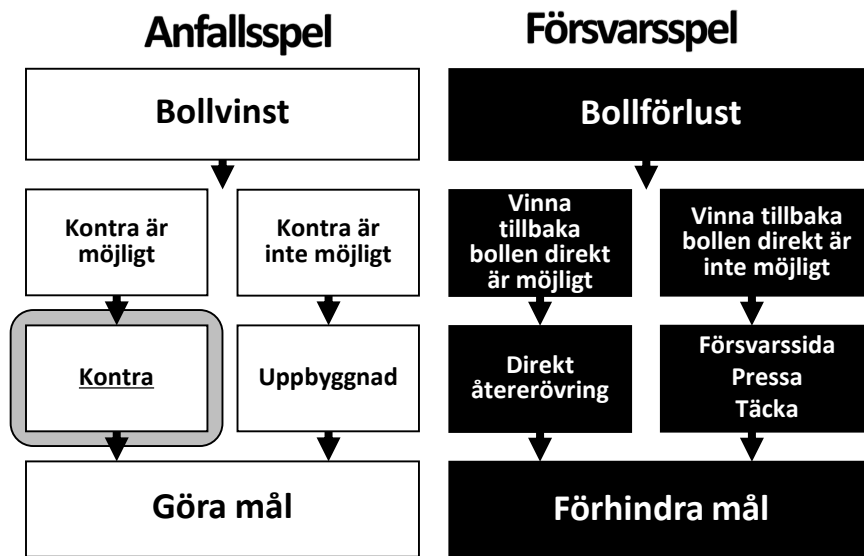 Anfallsspel
Försvarsspel
Bollvinst
Bollförlust
Kontra är
möjligt
Kontra är
inte möjligt
Vinna
tillbaka
bollen direkt
är möjligt
Vinna tillbaka
bollen direkt är
inte möjligt
Kontra
Uppbyggnad
Direkt
återerövring
Försvarssida
Pressa
Täcka
Göra mål
Förhindra mål